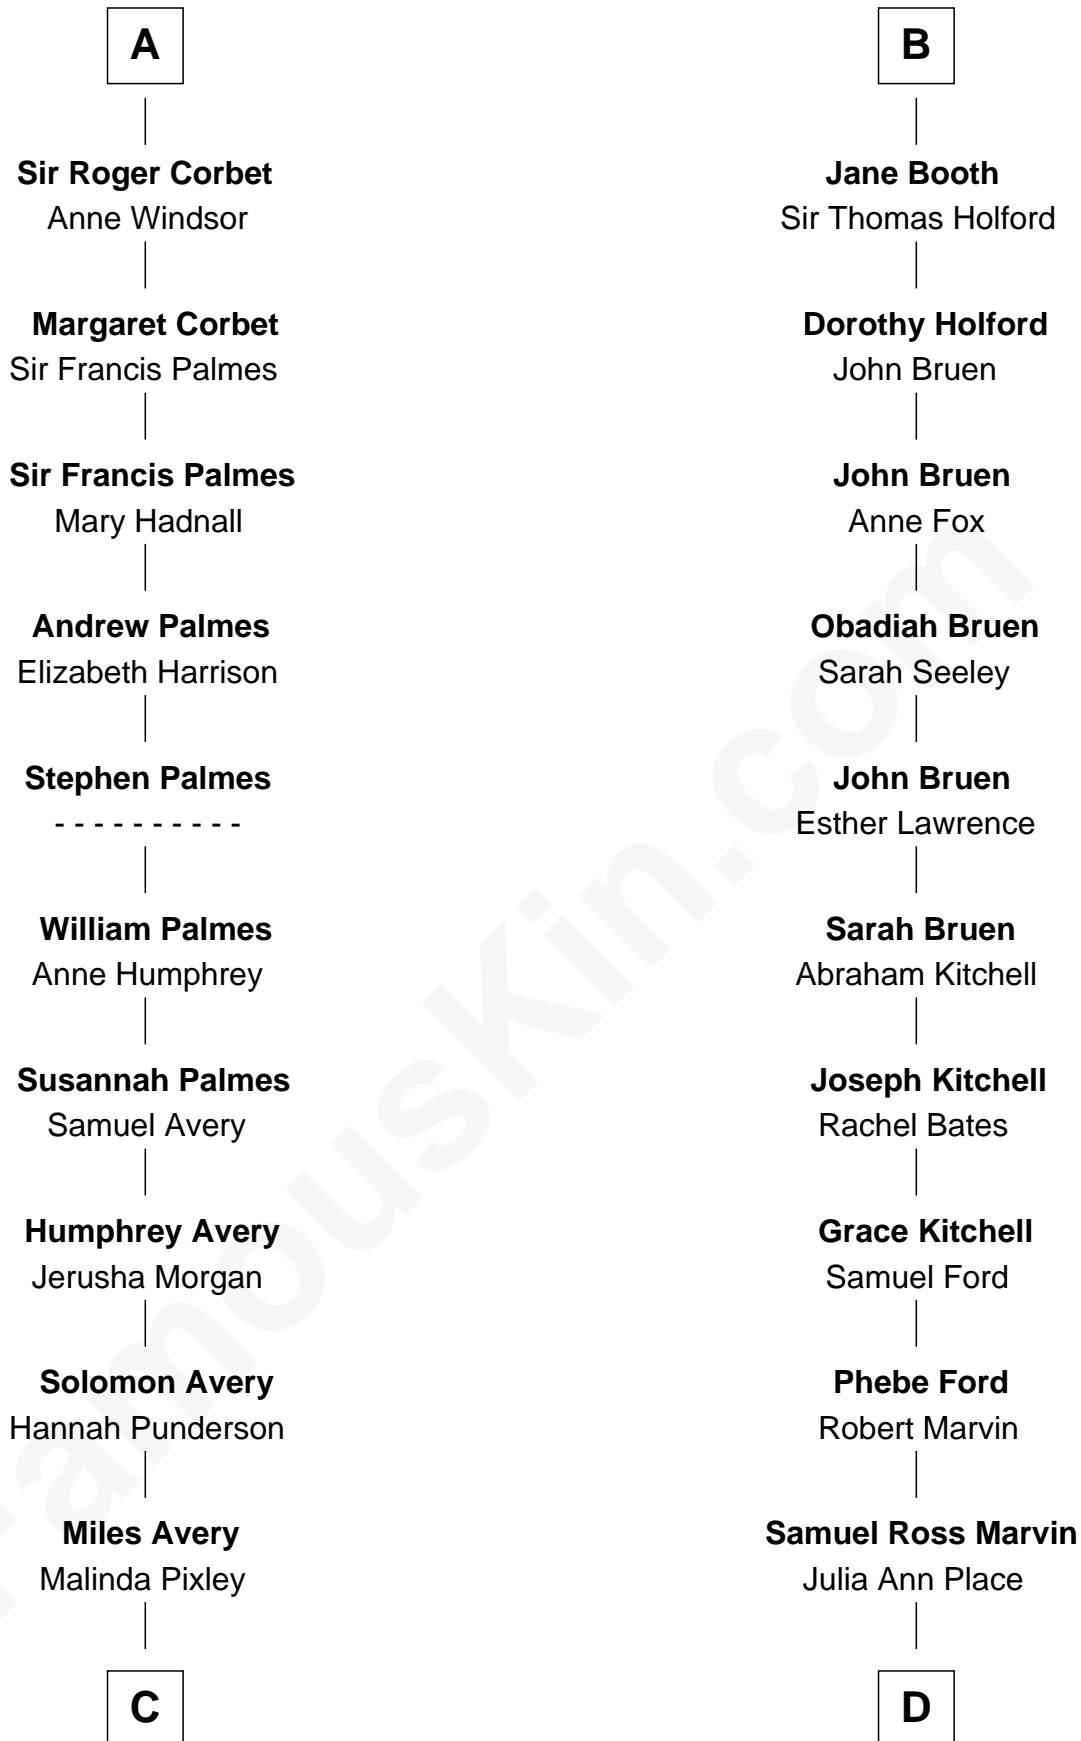 A
Sir Roger Corbet
Anne Windsor
Margaret Corbet
Sir Francis Palmes
Sir Francis Palmes
Mary Hadnall
Andrew Palmes
Elizabeth Harrison
Stephen Palmes
- - - - - - - - - -
William Palmes
Anne Humphrey
Susannah Palmes
Samuel Avery
Humphrey Avery
Jerusha Morgan
Solomon Avery
Hannah Punderson
Miles Avery
Malinda Pixley
C
B
Jane Booth
Sir Thomas Holford
Dorothy Holford
John Bruen
John Bruen
Anne Fox
Obadiah Bruen
Sarah Seeley
John Bruen
Esther Lawrence
Sarah Bruen
Abraham Kitchell
Joseph Kitchell
Rachel Bates
Grace Kitchell
Samuel Ford
Phebe Ford
Robert Marvin
Samuel Ross Marvin
Julia Ann Place
D
FamousKin.com